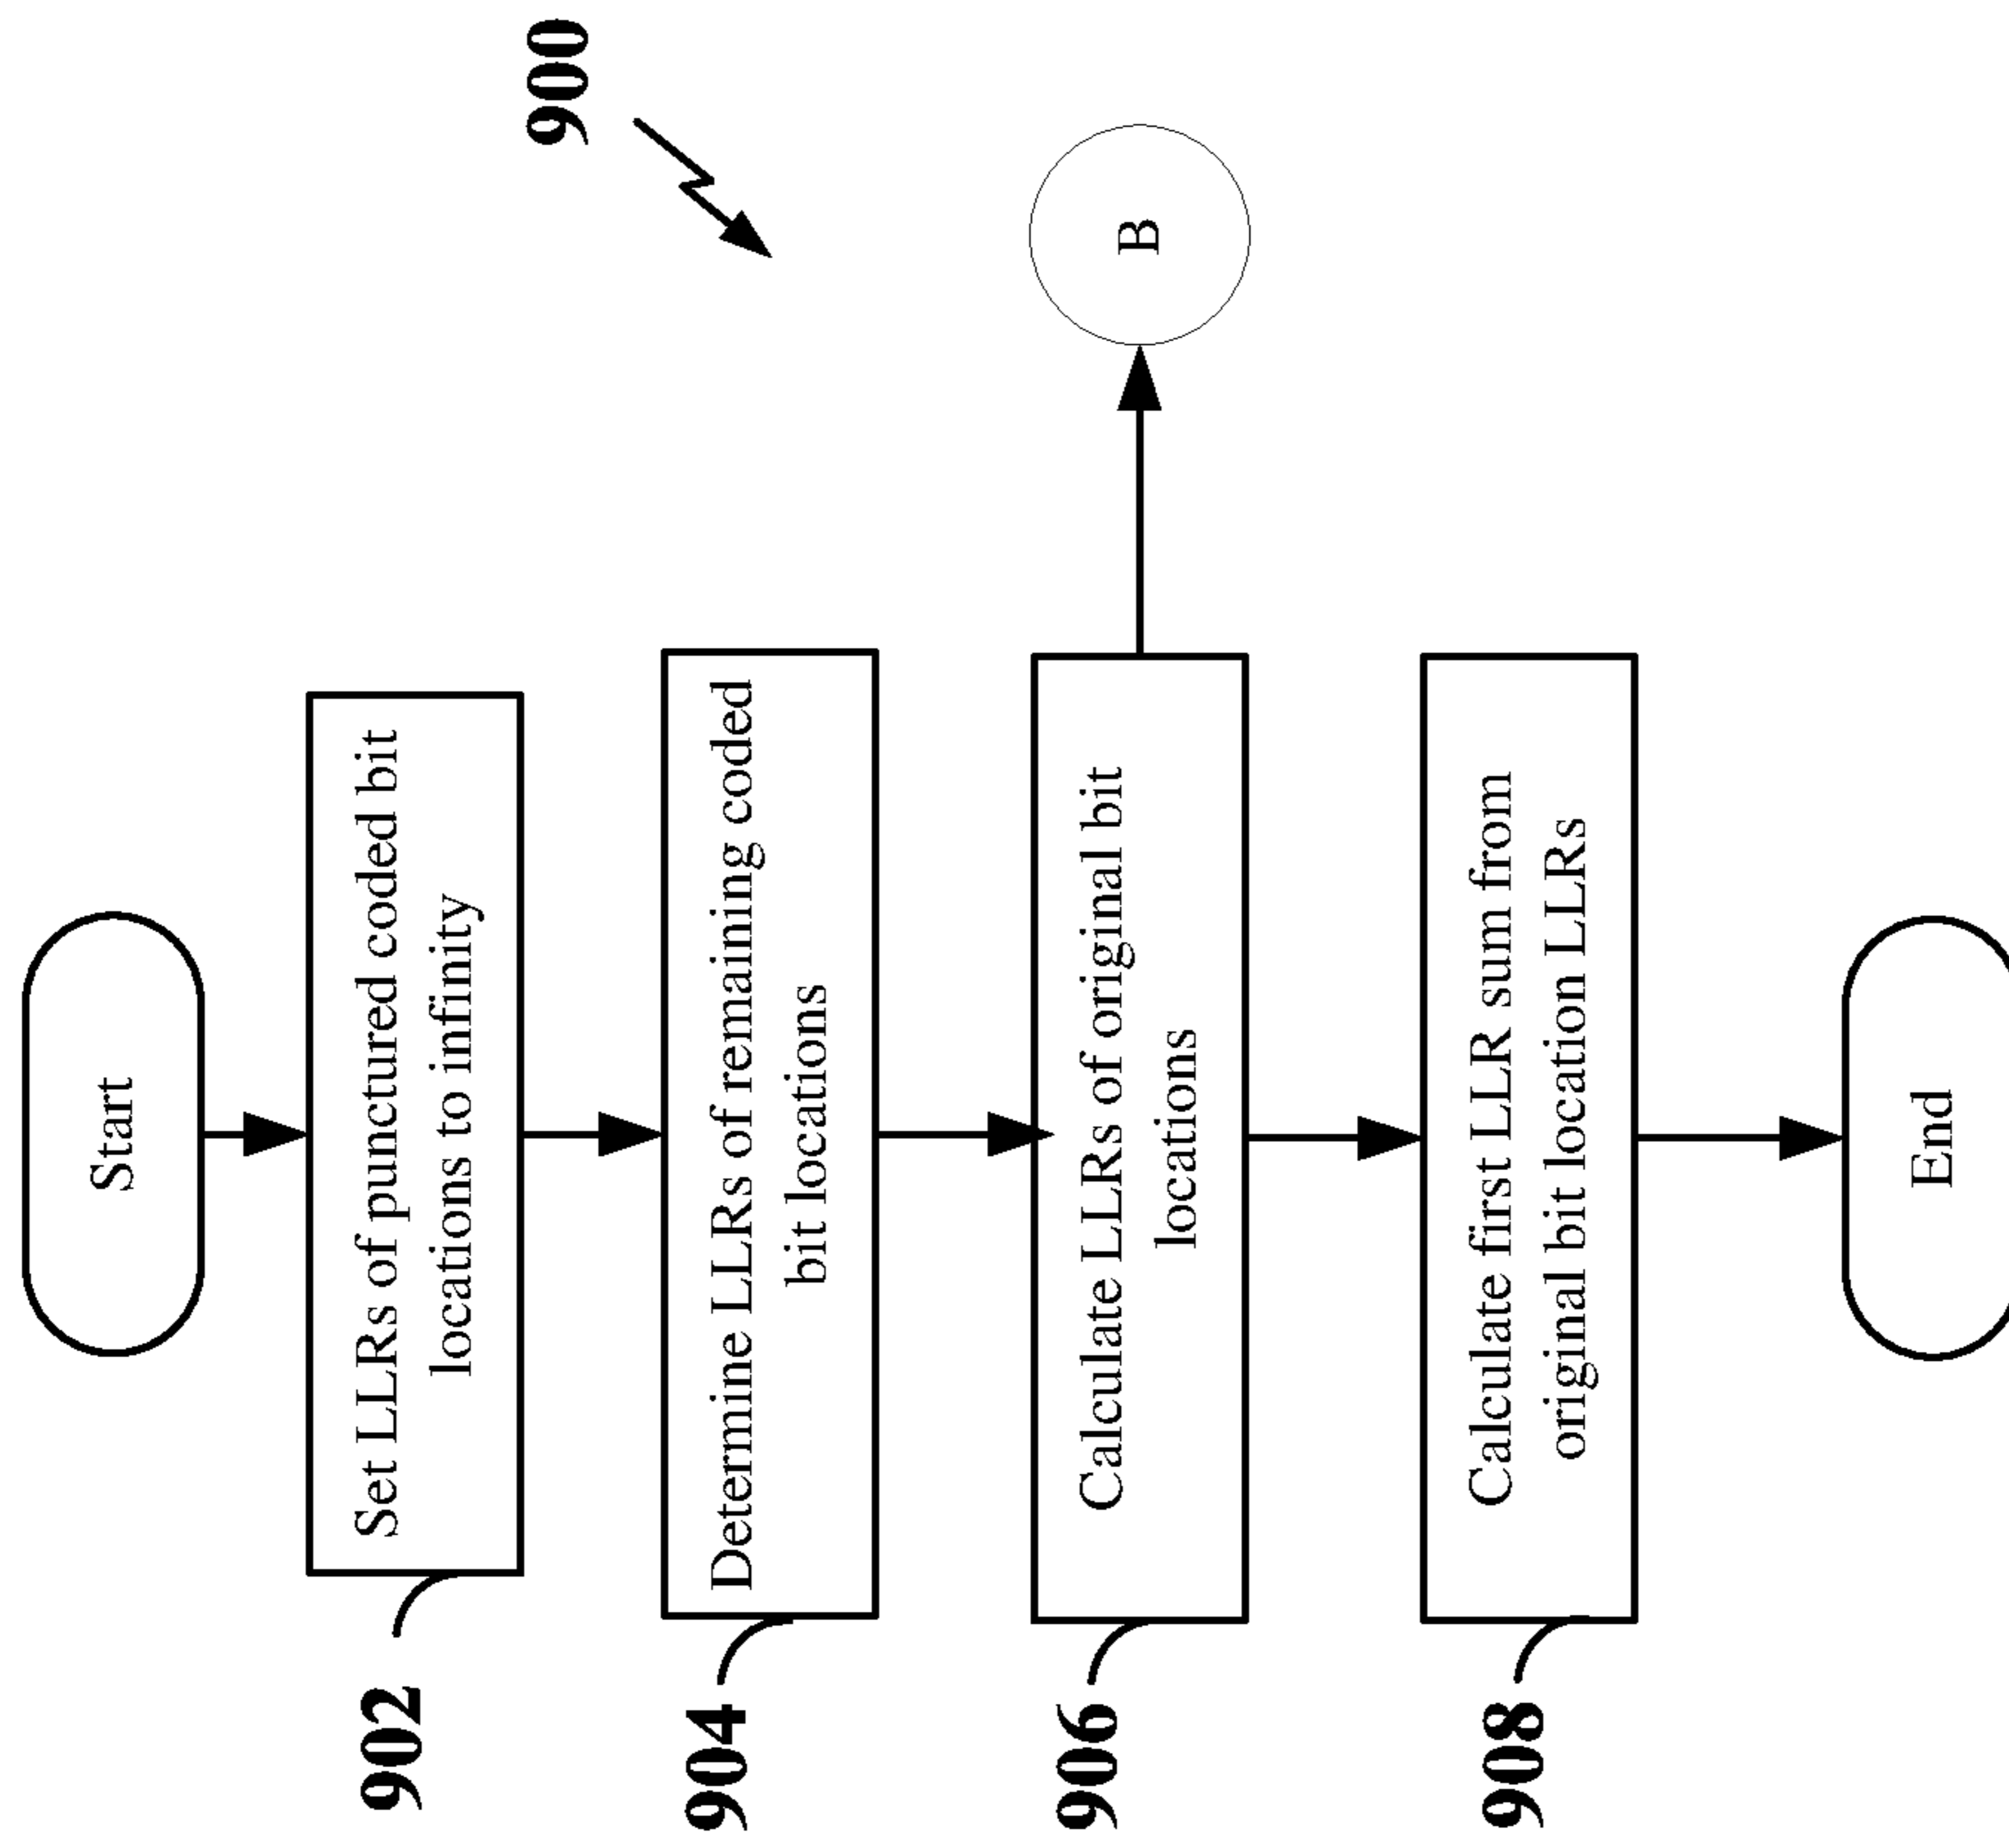 900
Start
902
Set LLRs of punctured coded bit
locations to infinity
904
Determine LLRs of remaining coded
bit locations
906
Calculate LLRs of original bit
locations
B
908
Calculate first LLR sum from
original bit location LLRs
End